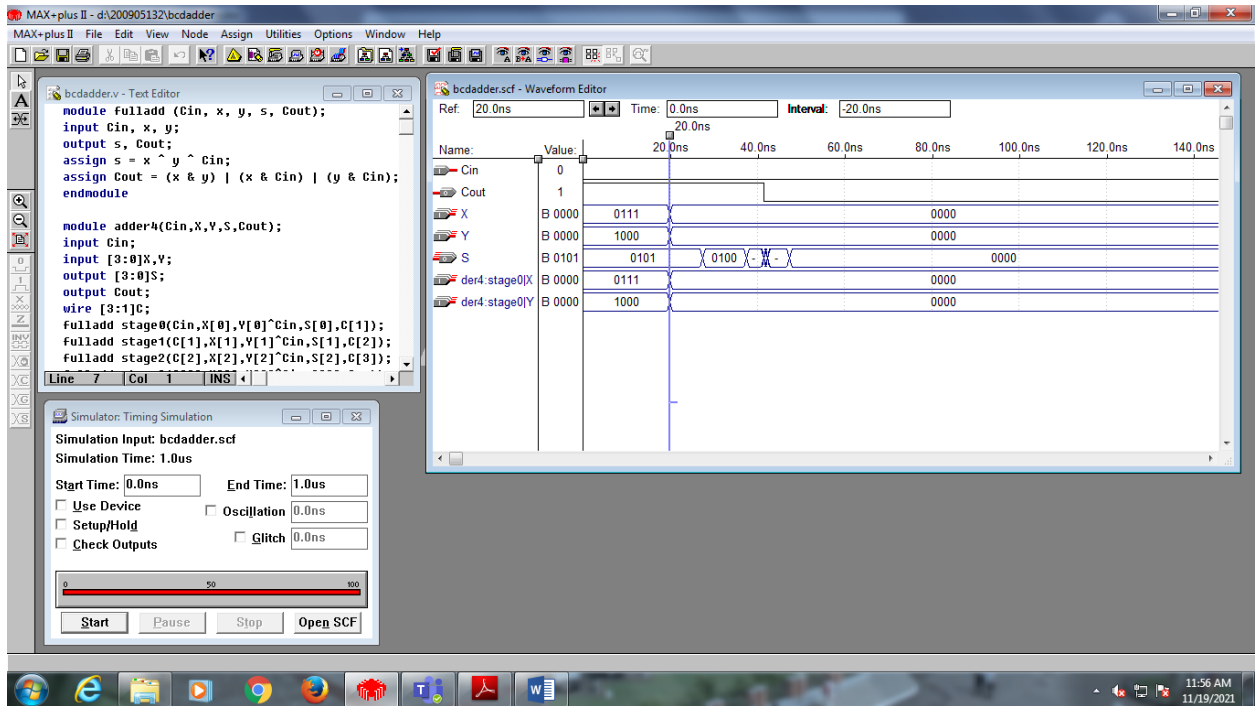 MAX+plus II - d:\200905132\bcdadder
MAX+plus II File Edit View Node Assign Utilities Options Window Help
bcdadder.v - Text Editor
module fulladd (Cin, x, y, s, Cout);
input Cin, x, y;
output s, Cout;
assign s = x ^ y ^ Cin;
assign Cout = (x & y) | (x & Cin) | (y & Cin);
endmodule
module adder4(Cin,X,Y,S,Cout);
input Cin;
input [3:0]X,Y;
output [3:0]S;
output Cout;
wire [3:1]C;
fulladd stage0(Cin,X[0],Y[0]^Cin,S[0],C[1]);
fulladd stage1(C[1],X[1],Y[1]^Cin,S[1],C[2]);
fulladd stage2(C[2],X[2],Y[2]^Cin,S[2],C[3]);
Line 7 Col 1 INS
bcdadder.scf - Waveform Editor
Ref: 20.0ns Time: 0.0ns Interval: -20.0ns
20.0ns
Name: Value: 20.0ns 40.0ns 60.0ns 80.0ns 100.0ns 120.0ns 140.0ns
Cin 0
Cout 1
X B 0000 0111 0000
Y B 0000 1000 0000
S B 0101 0101 0100 - - 0000
der4:stage0|X B 0000 0111 0000
der4:stage0|Y B 0000 1000 0000
Simulator: Timing Simulation
Simulation Input: bcdadder.scf
Simulation Time: 1.0us
Start Time: 0.0ns End Time: 1.0us
Use Device
Oscillation 0.0ns
Setup/Hold
Glitch 0.0ns
Check Outputs
0 50 100
Start Pause Stop Open SCF
11:56 AM
11/19/2021